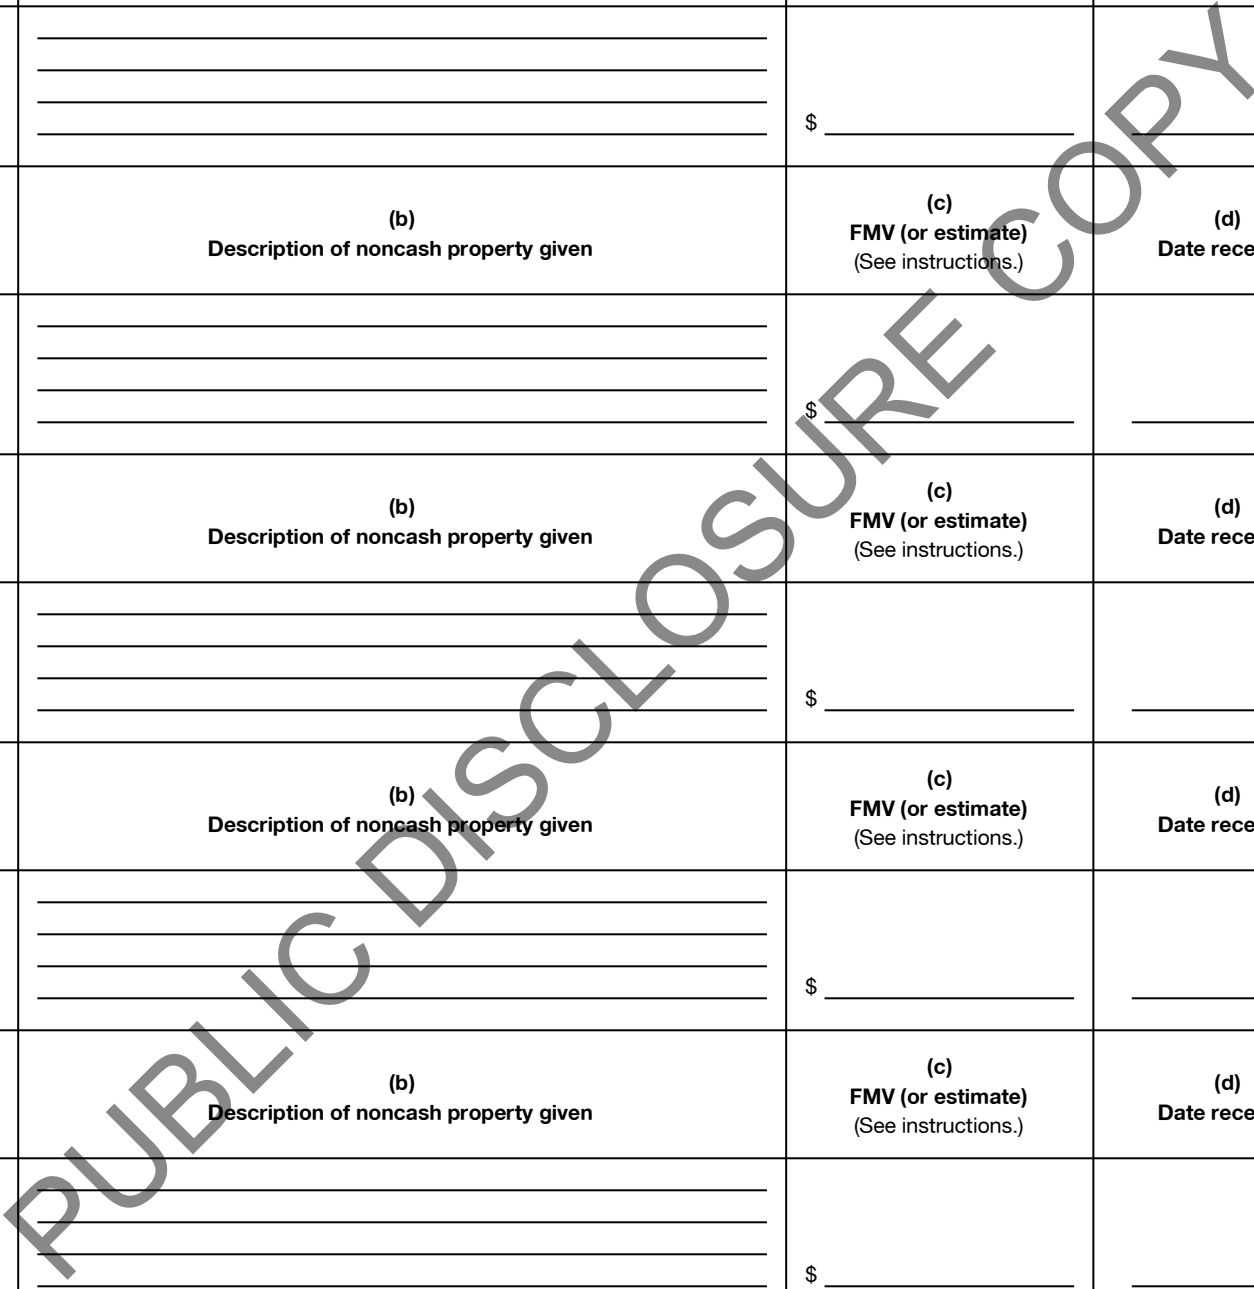 $
(b)
Description of noncash property given
(c)
FMV (or estimate)
(See instructions.)
(d)
Date rece
$
(b)
Description of noncash property given
(c)
FMV (or estimate)
(See instructions.)
(d)
Date rece
$
(b)
Description of noncash property given
(c)
FMV (or estimate)
(See instructions.)
(d)
Date rece
$
(b)
Description of noncash property given
(c)
FMV (or estimate)
(See instructions.)
(d)
Date rece
$
PUBLIC DISCLOSURE COPY